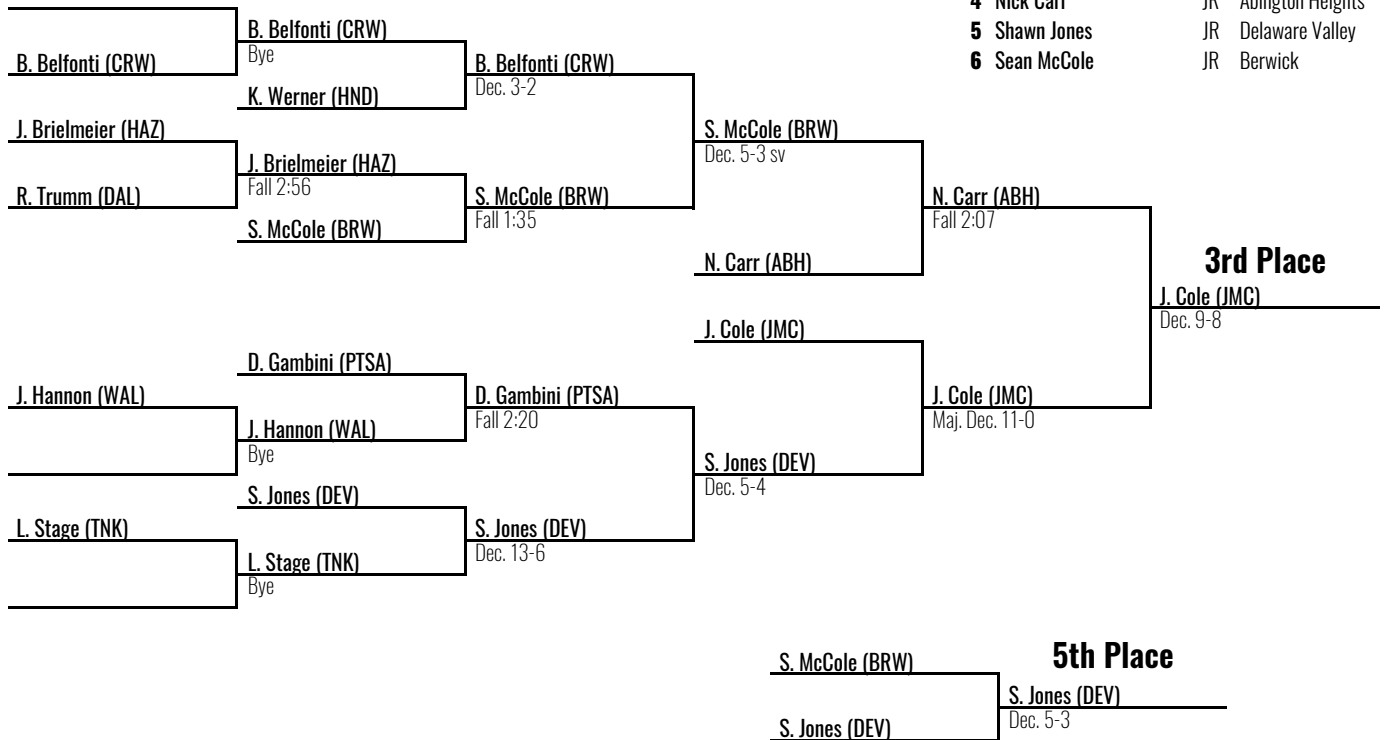 4 Nick Carr JR Abington Heights
B. Belfonti (CRW)
5 Shawn Jones JR Delaware Valley
Bye
B. Belfonti (CRW)
B. Belfonti (CRW)
6 Sean McCole JR Berwick
Dec. 3-2
K. Werner (HND)
J. Brielmeier (HAZ)
S. McCole (BRW)
Dec. 5-3 sv
J. Brielmeier (HAZ)
Fall 2:56
R. Trumm (DAL)
S. McCole (BRW)
N. Carr (ABH)
Fall 1:35
Fall 2:07
S. McCole (BRW)
N. Carr (ABH)
3rd Place
J. Cole (JMC)
Dec. 9-8
J. Cole (JMC)
D. Gambini (PTSA)
J. Hannon (WAL)
D. Gambini (PTSA)
J. Cole (JMC)
Fall 2:20
Maj. Dec. 11-0
J. Hannon (WAL)
Bye
S. Jones (DEV)
Dec. 5-4
S. Jones (DEV)
L. Stage (TNK)
S. Jones (DEV)
Dec. 13-6
L. Stage (TNK)
Bye
5th Place
S. McCole (BRW)
S. Jones (DEV)
Dec. 5-3
S. Jones (DEV)